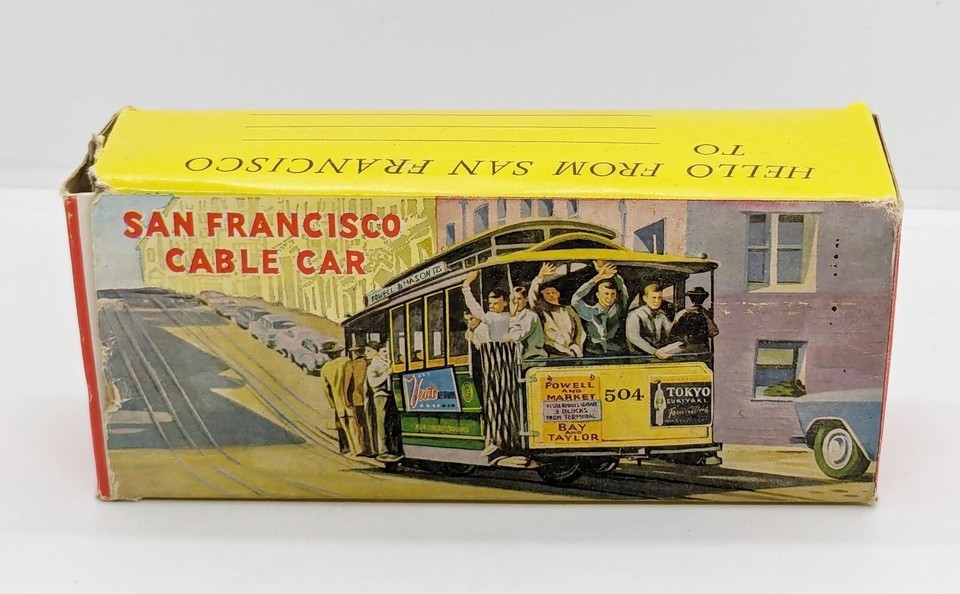 HELLO FROM SAN FRANCISCO
TO
SAN FRANCISCO
CABLE CAR
POWELL & MASON STS
POWELL
AND
MARKET
3 BLOCKS
FROM TERMINAL
BAY
AND
TAYLOR
504
TOKYO
SUKIYAKI